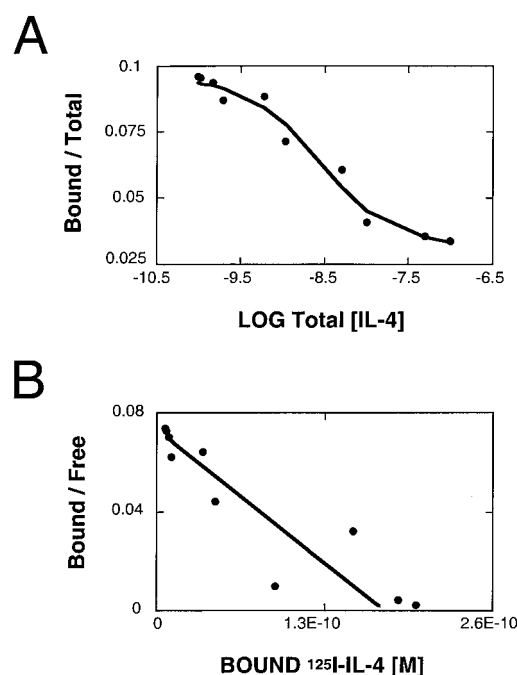 A
Bound / Total
0.1
0.075
0.05
0.025
-10.5 -9.5 -8.5 -7.5 -6.5
LOG Total [IL-4]
B
Bound / Free
0.08
0.04
0
0 1.3E-10 2.6E-10
BOUND ¹²⁵I-IL-4 [M]